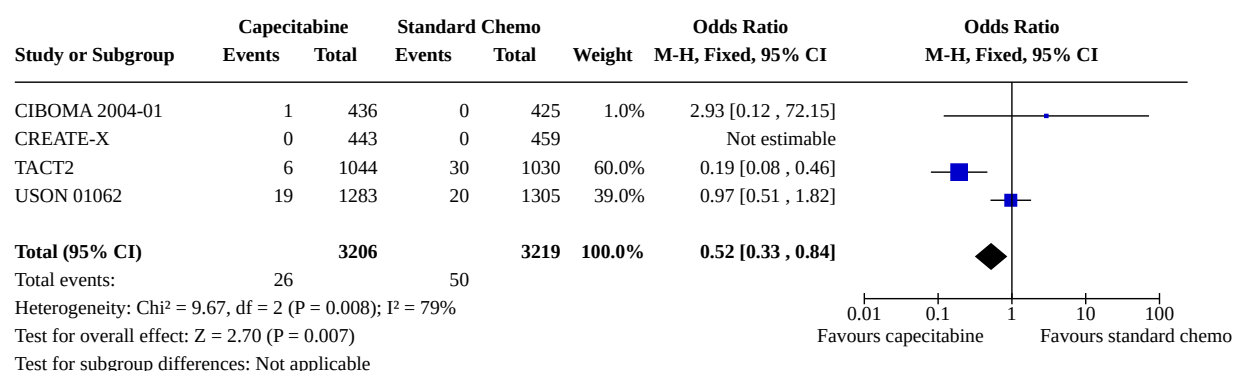 Capecitabine Standard Chemo Odds Ratio Odds Ratio
Study or Subgroup Events Total Events Total Weight M-H, Fixed, 95% CI M-H, Fixed, 95% CI
CIBOMA 2004-01 1 436 0 425 1.0% 2.93 [0.12 , 72.15]
CREATE-X 0 443 0 459 Not estimable
TACT2 6 1044 30 1030 60.0% 0.19 [0.08 , 0.46]
USON 01062 19 1283 20 1305 39.0% 0.97 [0.51 , 1.82]
Total (95% CI) 3206 3219 100.0% 0.52 [0.33 , 0.84]
Total events: 26 50
Heterogeneity: Chi² = 9.67, df = 2 (P = 0.008); I² = 79%
0.01 0.1 1 10 100
Test for overall effect: Z = 2.70 (P = 0.007)
Favours capecitabine Favours standard chemo
Test for subgroup differences: Not applicable